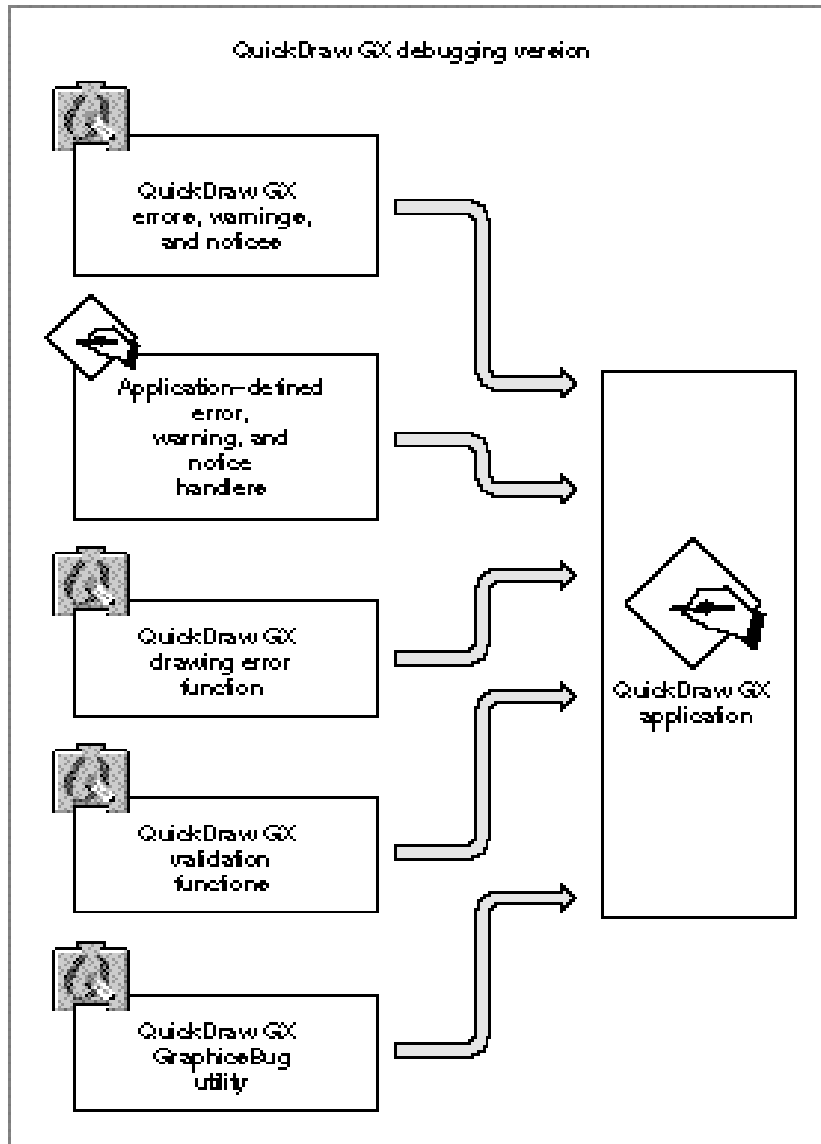 QuickDraw GX debugging version
QuickDraw GX
errors, warnings,
and notices
Application-defined
error,
warning, and
notice
handlers
QuickDraw GX
drawing error
function
QuickDraw GX
validation
functions
QuickDraw GX
GraphicsBug
utility
QuickDraw GX
application